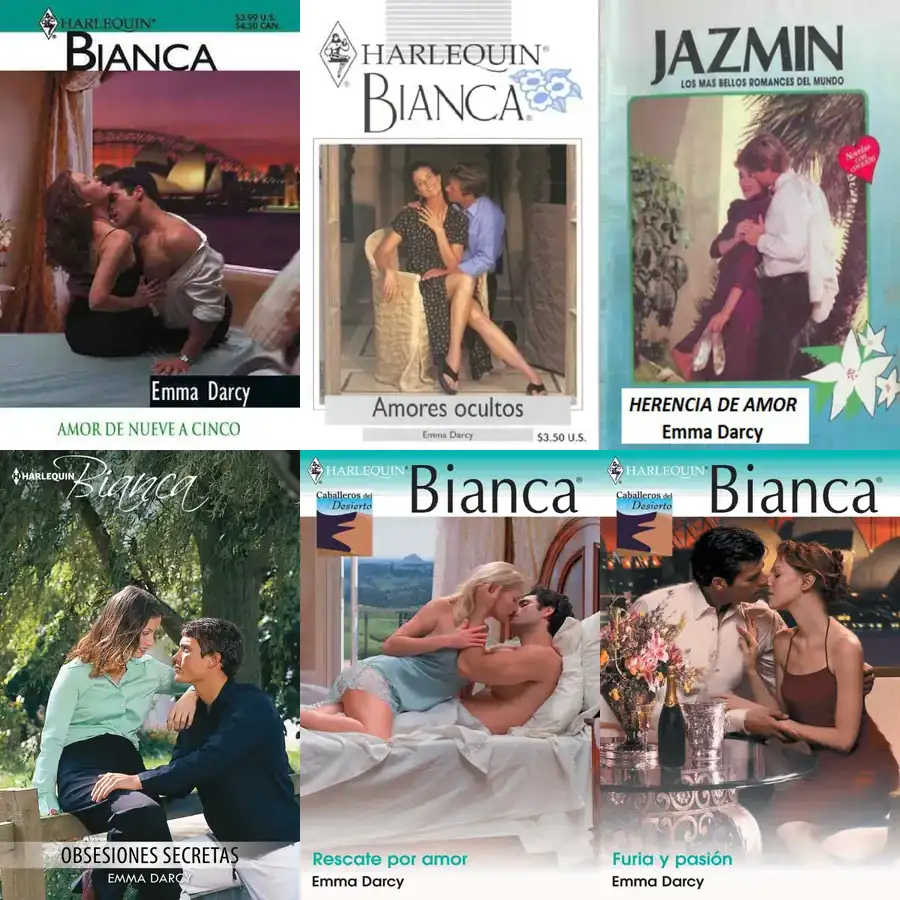 HARLEQUIN®
$3.99 U.S.
$4.50 CAN.
BIANCA
Emma Darcy
AMOR DE NUEVE A CINCO
HARLEQUIN®
BIANCA®
Amores ocultos
Emma Darcy
$3.50 U.S.
JAZMIN
LOS MAS BELLOS ROMANCES DEL MUNDO
Novelas con corazón
HERENCIA DE AMOR
Emma Darcy
HARLEQUIN
Bianca
OBSESIONES SECRETAS
EMMA DARCY
HARLEQUIN®
Bianca®
Caballeros del
Desierto
Rescate por amor
Emma Darcy
HARLEQUIN®
Bianca®
Caballeros del
Desierto
Furia y pasión
Emma Darcy